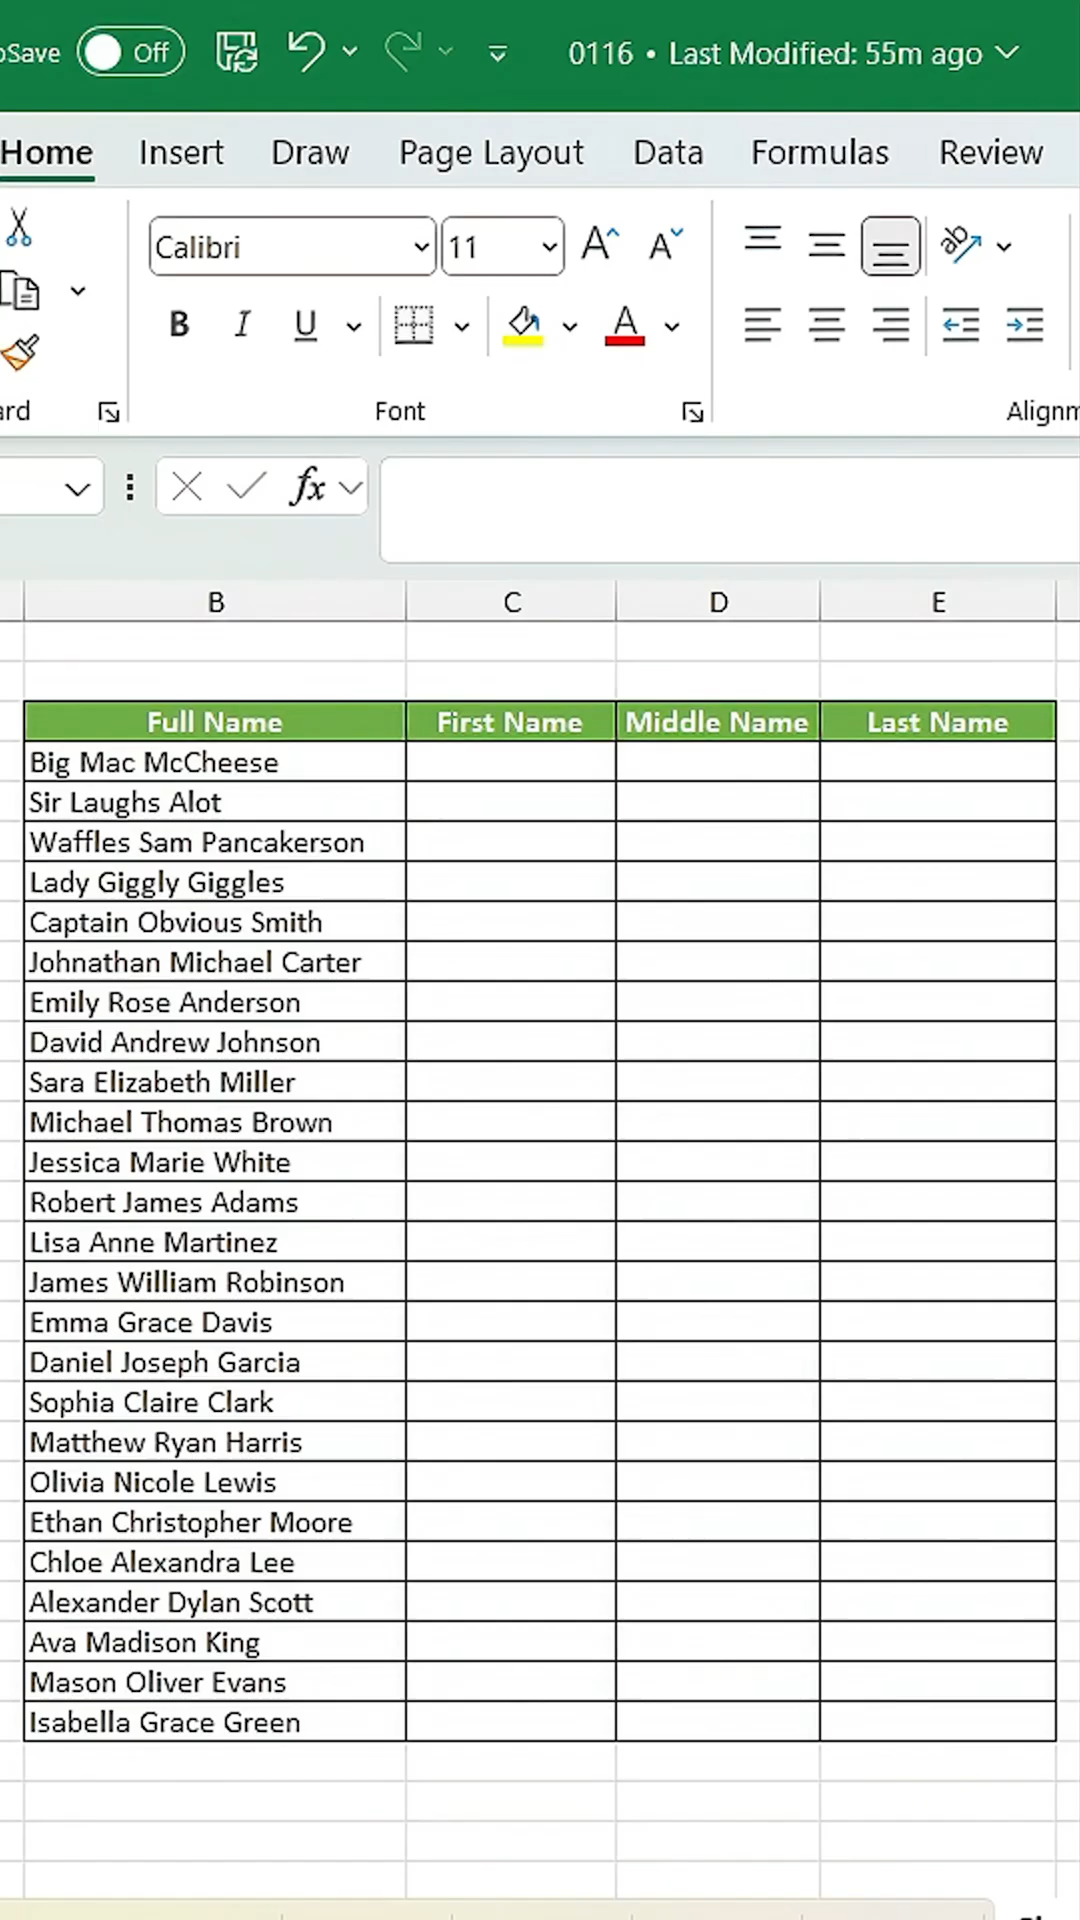 oSave Off 0116 • Last Modified: 55m ago
Home Insert Draw Page Layout Data Formulas Review
Calibri 11
B I U A
ard Font Alignm
fx
B C D E
Full Name First Name Middle Name Last Name
Big Mac McCheese
Sir Laughs Alot
Waffles Sam Pancakerson
Lady Giggly Giggles
Captain Obvious Smith
Johnathan Michael Carter
Emily Rose Anderson
David Andrew Johnson
Sara Elizabeth Miller
Michael Thomas Brown
Jessica Marie White
Robert James Adams
Lisa Anne Martinez
James William Robinson
Emma Grace Davis
Daniel Joseph Garcia
Sophia Claire Clark
Matthew Ryan Harris
Olivia Nicole Lewis
Ethan Christopher Moore
Chloe Alexandra Lee
Alexander Dylan Scott
Ava Madison King
Mason Oliver Evans
Isabella Grace Green